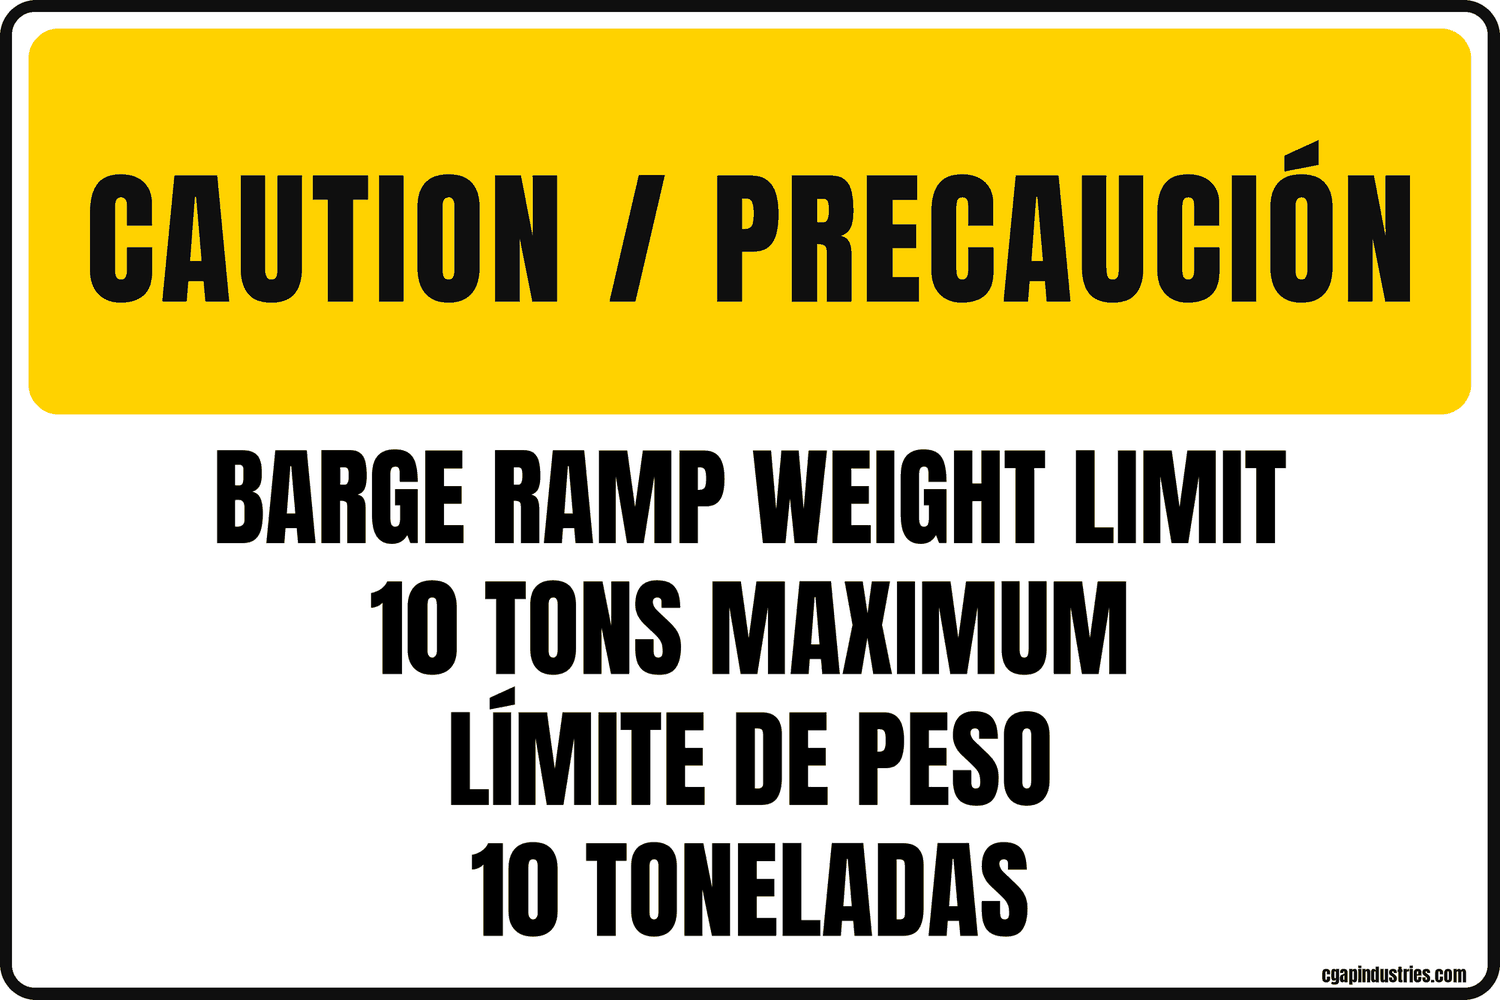 CAUTION / PRECAUCIÓN
BARGE RAMP WEIGHT LIMIT
10 TONS MAXIMUM
LÍMITE DE PESO
10 TONELADAS
cgapindustries.com